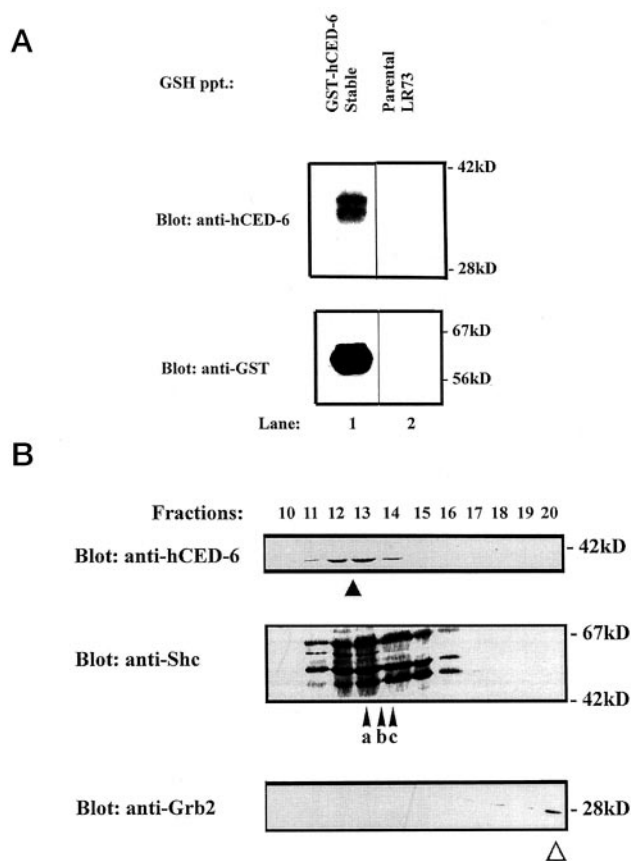 A
GSH ppt.:
GST-hCED-6
Stable
Parental
LR73
Blot: anti-hCED-6
- 42kD
- 28kD
Blot: anti-GST
- 67kD
- 56kD
Lane: 1 2
B
Fractions: 10 11 12 13 14 15 16 17 18 19 20
Blot: anti-hCED-6
- 42kD
Blot: anti-Shc
- 67kD
- 42kD
a b c
Blot: anti-Grb2
- 28kD